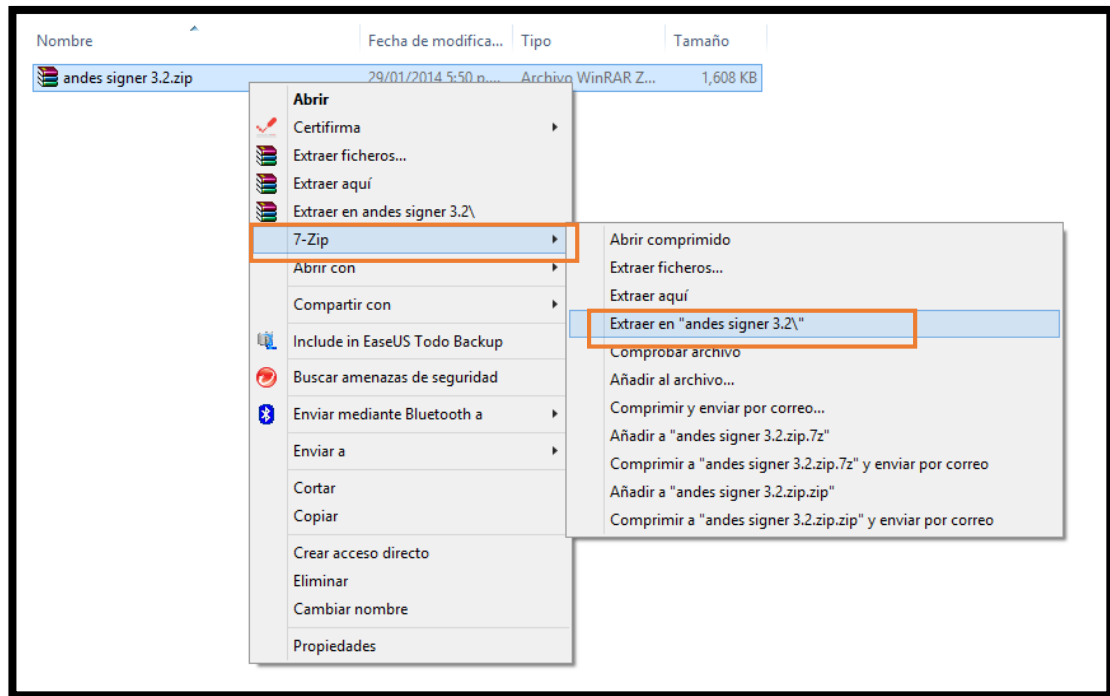 Nombre Fecha de modifica... Tipo Tamaño
andes signer 3.2.zip 29/01/2014 5:50 p.... Archivo WinRAR Z... 1,608 KB
Abrir
Certifirma
Extraer ficheros...
Extraer aquí
Extraer en andes signer 3.2\
7-Zip
Abrir con
Compartir con
Include in EaseUS Todo Backup
Buscar amenazas de seguridad
Enviar mediante Bluetooth a
Enviar a
Cortar
Copiar
Crear acceso directo
Eliminar
Cambiar nombre
Propiedades
Abrir comprimido
Extraer ficheros...
Extraer aquí
Extraer en "andes signer 3.2\"
Comprobar archivo
Añadir al archivo...
Comprimir y enviar por correo...
Añadir a "andes signer 3.2.zip.7z"
Comprimir a "andes signer 3.2.zip.7z" y enviar por correo
Añadir a "andes signer 3.2.zip.zip"
Comprimir a "andes signer 3.2.zip.zip" y enviar por correo